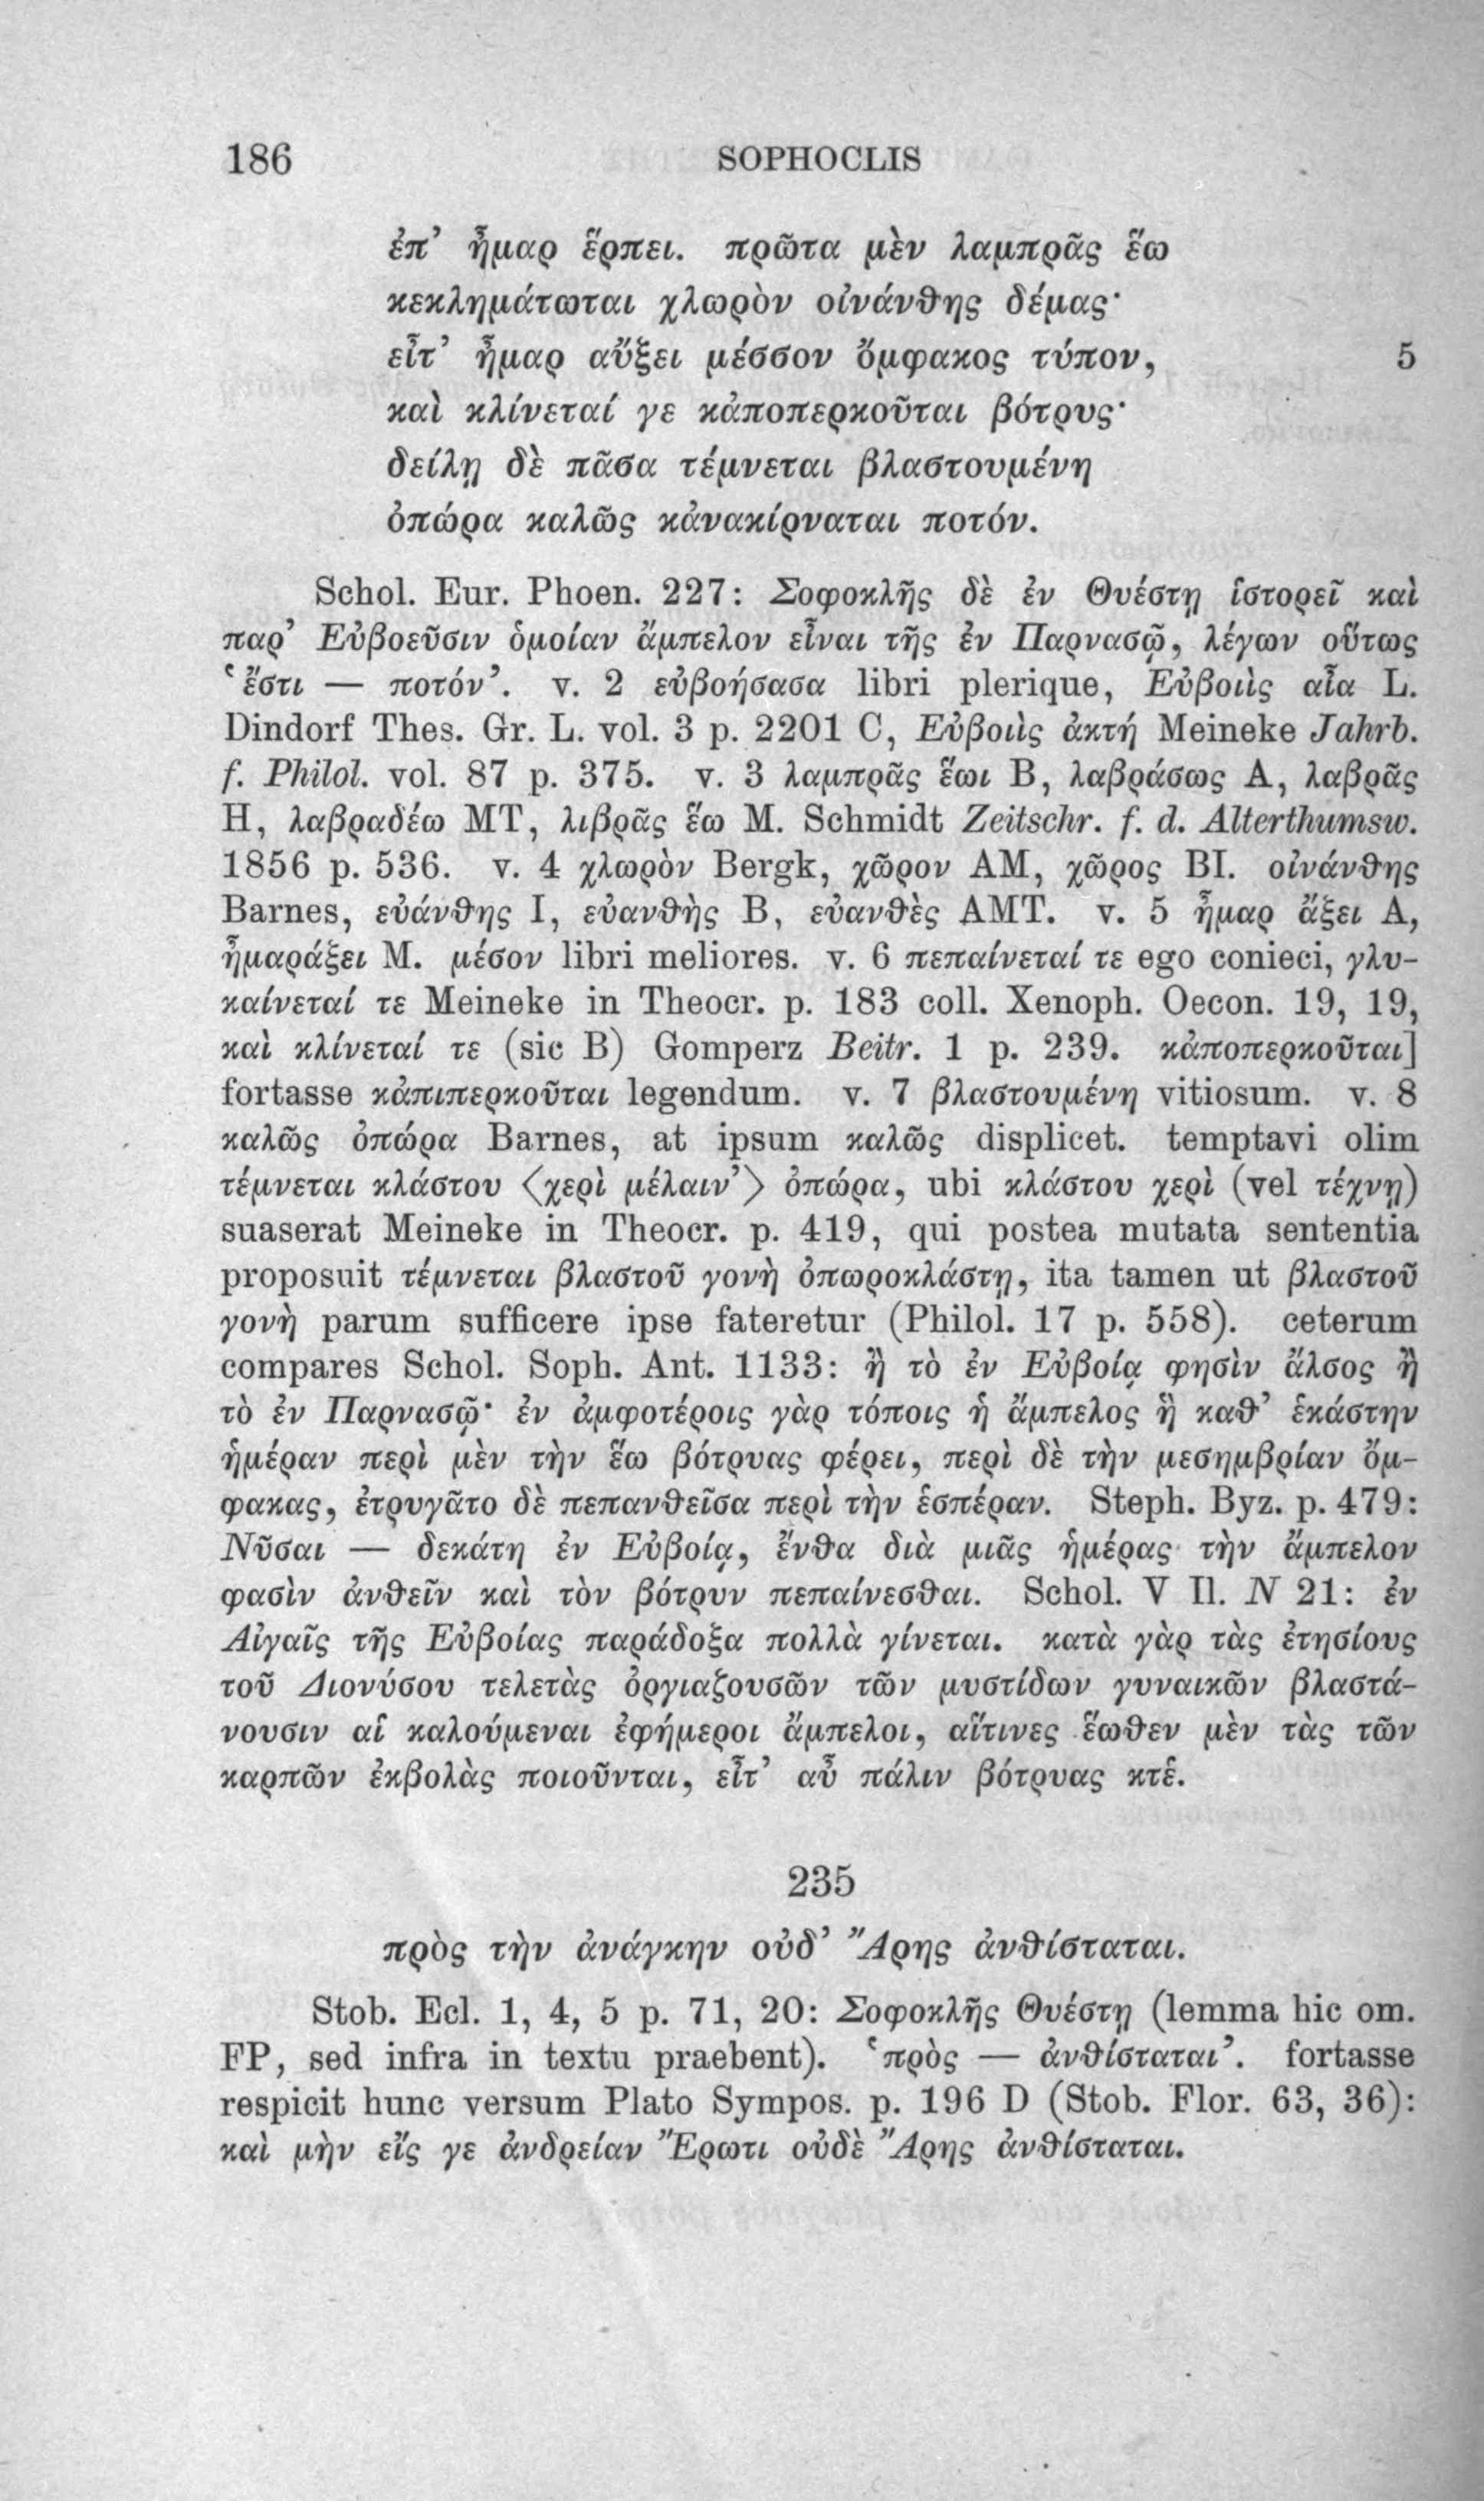 186 SOPHOCLIS
ἐπ’ ἦμαρ ἕρπει. πρῶτα μὲν λαμπρᾶς ἕω
κεκλημάτωται χλωρὸν οἰνάνθης δέμας·
εἶτ’ ἦμαρ αὔξει μέσσον ὄμφακος τύπον, 5
καὶ κλίνεταί γε κἀποπερκοῦται βότρυς·
δείλῃ δὲ πᾶσα τέμνεται βλαστουμένη
ὀπώρα καλῶς κἀνακίρναται ποτόν.
Schol. Eur. Phoen. 227: Σοφοκλῆς δὲ ἐν Θυέστῃ ἱστορεῖ καὶ
παρ’ Εὐβοεῦσιν ὁμοίαν ἄμπελον εἶναι τῆς ἐν Παρνασῷ, λέγων οὕτως
‘ἔστι — ποτόν’. v. 2 εὐβοήσασα libri plerique, Εὐβοιὶς αἶα L.
Dindorf Thes. Gr. L. vol. 3 p. 2201 C, Εὐβοιὶς ἀκτή Meineke Jahrb.
f. Philol. vol. 87 p. 375. v. 3 λαμπρᾶς ἕωι B, λαβράσως A, λαβρᾶς
H, λαβραδέω MT, λιβρᾶς ἕω M. Schmidt Zeitschr. f. d. Alterthumsw.
1856 p. 536. v. 4 χλωρὸν Bergk, χῶρον AM, χῶρος BI. οἰνάνθης
Barnes, εὐάνθης I, εὐανθὴς B, εὐανθὲς AMT. v. 5 ἦμαρ ἄξει A,
ἦμαράξει M. μέσον libri meliores. v. 6 πεπαίνεταί τε ego conieci, γλυ-
καίνεταί τε Meineke in Theocr. p. 183 coll. Xenoph. Oecon. 19, 19,
καὶ κλίνεταί τε (sic B) Gomperz Beitr. 1 p. 239. κἀποπερκοῦται]
fortasse κἀπιπερκοῦται legendum. v. 7 βλαστουμένη vitiosum. v. 8
καλῶς ὀπώρα Barnes, at ipsum καλῶς displicet. temptavi olim
τέμνεται κλάστου ⟨χερὶ μέλαιν’⟩ ὀπώρα, ubi κλάστου χερὶ (vel τέχνῃ)
suaserat Meineke in Theocr. p. 419, qui postea mutata sententia
proposuit τέμνεται βλαστοῦ γονὴ ὀπωροκλάστῃ, ita tamen ut βλαστοῦ
γονὴ parum sufficere ipse fateretur (Philol. 17 p. 558). ceterum
compares Schol. Soph. Ant. 1133: ἢ τὸ ἐν Εὐβοίᾳ φησὶν ἄλσος ἢ
τὸ ἐν Παρνασῷ· ἐν ἀμφοτέροις γὰρ τόποις ἡ ἄμπελος ἣ καθ’ ἑκάστην
ἡμέραν περὶ μὲν τὴν ἕω βότρυας φέρει, περὶ δὲ τὴν μεσημβρίαν ὄμ-
φακας, ἐτρυγᾶτο δὲ πεπανθεῖσα περὶ τὴν ἑσπέραν. Steph. Byz. p. 479:
Νῦσαι — δεκάτη ἐν Εὐβοίᾳ, ἔνθα διὰ μιᾶς ἡμέρας τὴν ἄμπελον
φασὶν ἀνθεῖν καὶ τὸν βότρυν πεπαίνεσθαι. Schol. V Il. N 21: ἐν
Αἰγαῖς τῆς Εὐβοίας παράδοξα πολλὰ γίνεται. κατὰ γὰρ τὰς ἐτησίους
τοῦ Διονύσου τελετὰς ὀργιαζουσῶν τῶν μυστίδων γυναικῶν βλαστά-
νουσιν αἱ καλούμεναι ἐφήμεροι ἄμπελοι, αἵτινες ἕωθεν μὲν τὰς τῶν
καρπῶν ἐκβολὰς ποιοῦνται, εἶτ’ αὖ πάλιν βότρυας κτἑ.
235
πρὸς τὴν ἀνάγκην οὐδ’ Ἄρης ἀνθίσταται.
Stob. Ecl. 1, 4, 5 p. 71, 20: Σοφοκλῆς Θυέστῃ (lemma hic om.
FP, sed infra in textu praebent). ‘πρὸς — ἀνθίσταται’. fortasse
respicit hunc versum Plato Sympos. p. 196 D (Stob. Flor. 63, 36):
καὶ μὴν εἴς γε ἀνδρείαν Ἔρωτι οὐδὲ Ἄρης ἀνθίσταται.